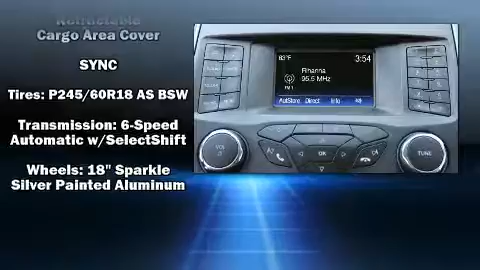 Retractable
Cargo Area Cover
SYNC
Tires: P245/60R18 AS BSW
Transmission: 6-Speed
Automatic w/SelectShift
Wheels: 18" Sparkle
Silver Painted Aluminum
83°F
3:54
Rihanna
95.5 MHz
FM 1
AutoStore Direct Info
VOL
OK
TUNE